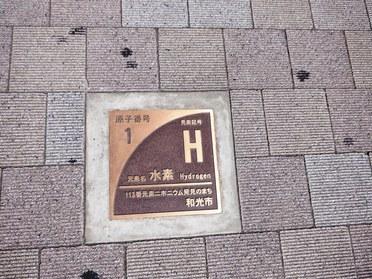 原子番号
1
元素記号
H
元素名 水素 Hydrogen
113番元素ニホニウム発見のまち
和光市